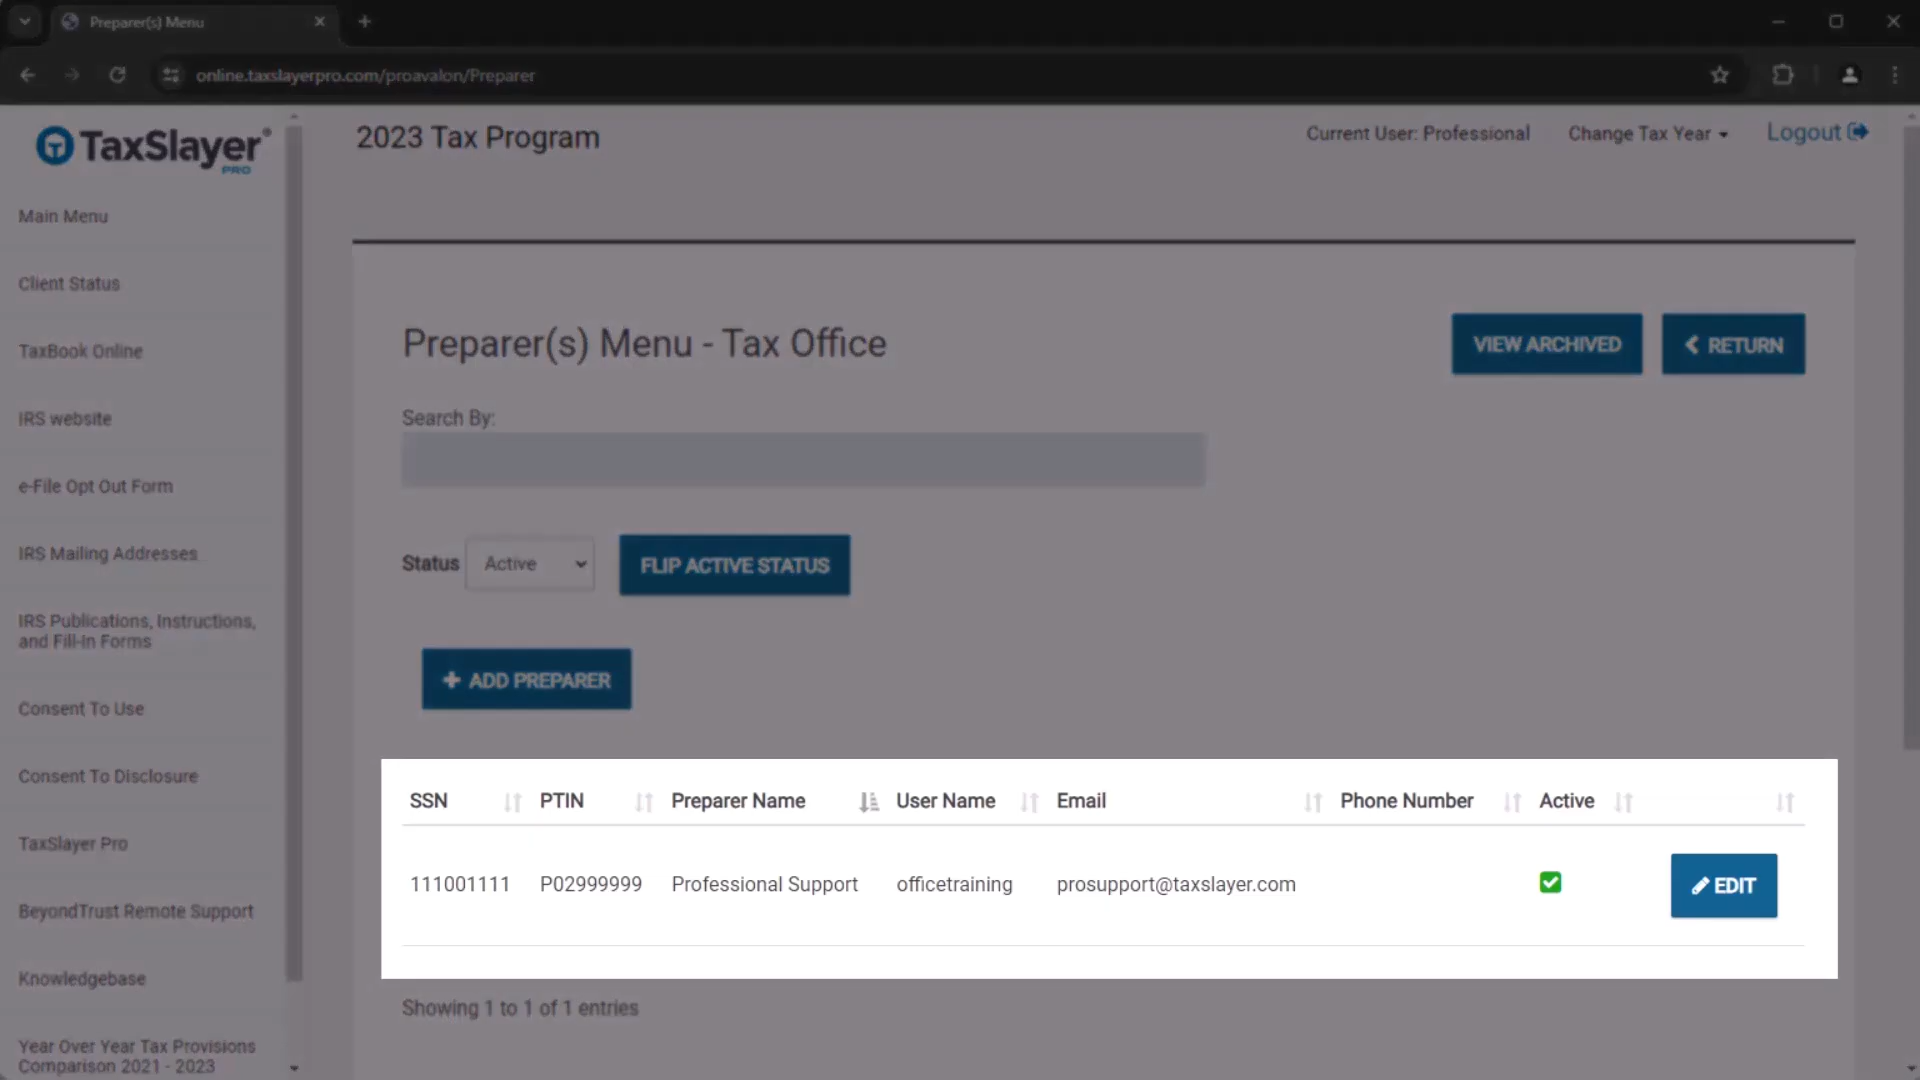 Preparer(s) Menu
online.taxslayerpro.com/proavalon/Preparer
TaxSlayer®
PRO
2023 Tax Program
Current User: Professional
Change Tax Year
Logout
Main Menu
Client Status
TaxBook Online
IRS website
e-File Opt Out Form
IRS Mailing Addresses
IRS Publications, Instructions,
and Fill-In Forms
Consent To Use
Consent To Disclosure
TaxSlayer Pro
BeyondTrust Remote Support
Knowledgebase
Year Over Year Tax Provisions
Comparison 2021 - 2023
Preparer(s) Menu - Tax Office
VIEW ARCHIVED
RETURN
Search By:
Status
Active
FLIP ACTIVE STATUS
+ ADD PREPARER
SSN PTIN Preparer Name User Name Email Phone Number Active
111001111 P02999999 Professional Support officetraining prosupport@taxslayer.com EDIT
Showing 1 to 1 of 1 entries